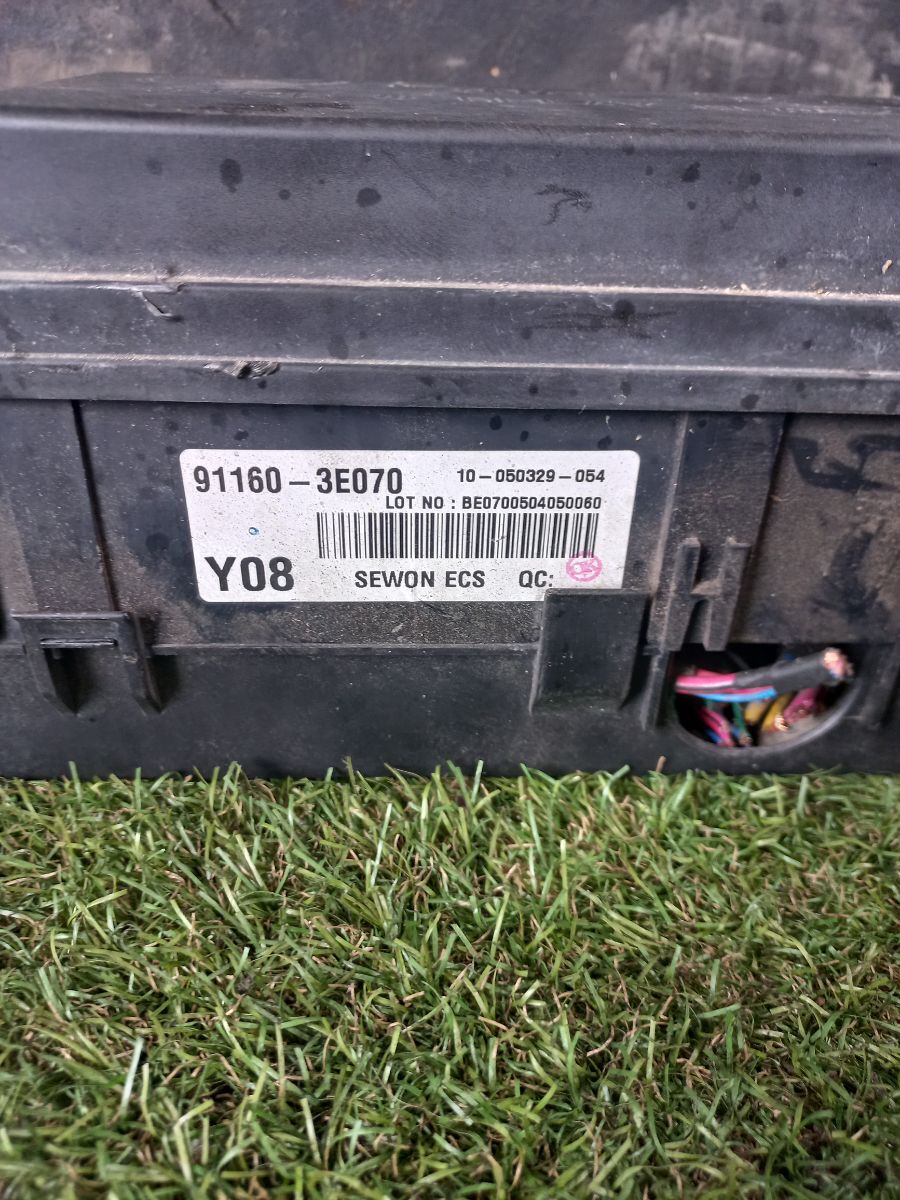 91160-3E070 10-050329-054
LOT NO : BE0700504050060
Y08 SEWON ECS QC: OK